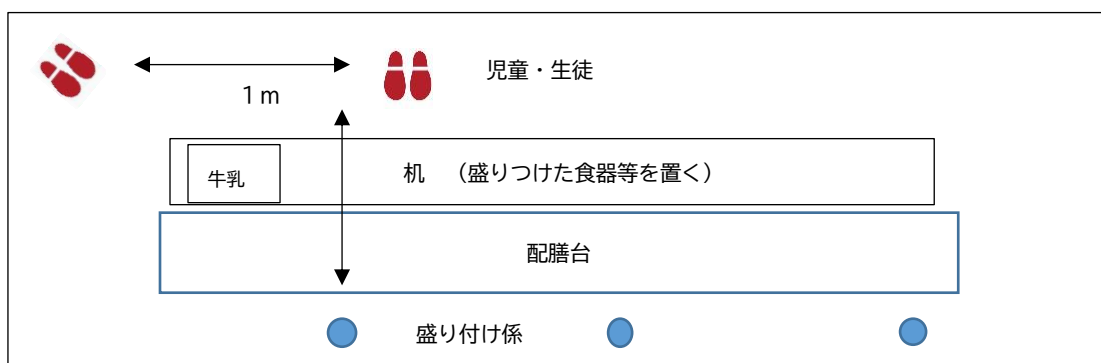 児童・生徒
1m
牛乳
机 (盛りつけた食器等を置く)
配膳台
盛り付け係